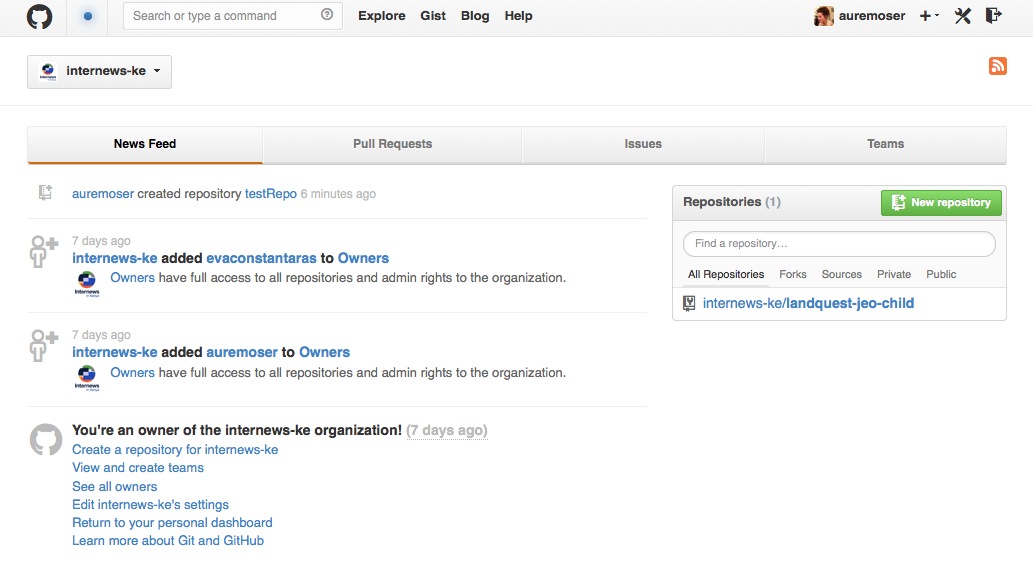 Search or type a command
Explore Gist Blog Help
auremoser
internews-ke
News Feed Pull Requests Issues Teams
auremoser created repository testRepo 6 minutes ago
7 days ago
internews-ke added evaconstantaras to Owners
Owners have full access to all repositories and admin rights to the organization.
Internews
in Kenya
7 days ago
internews-ke added auremoser to Owners
Owners have full access to all repositories and admin rights to the organization.
Internews
in Kenya
You're an owner of the internews-ke organization! (7 days ago)
Create a repository for internews-ke
View and create teams
See all owners
Edit internews-ke's settings
Return to your personal dashboard
Learn more about Git and GitHub
Repositories (1)
New repository
Find a repository...
All Repositories Forks Sources Private Public
internews-ke/landquest-jeo-child